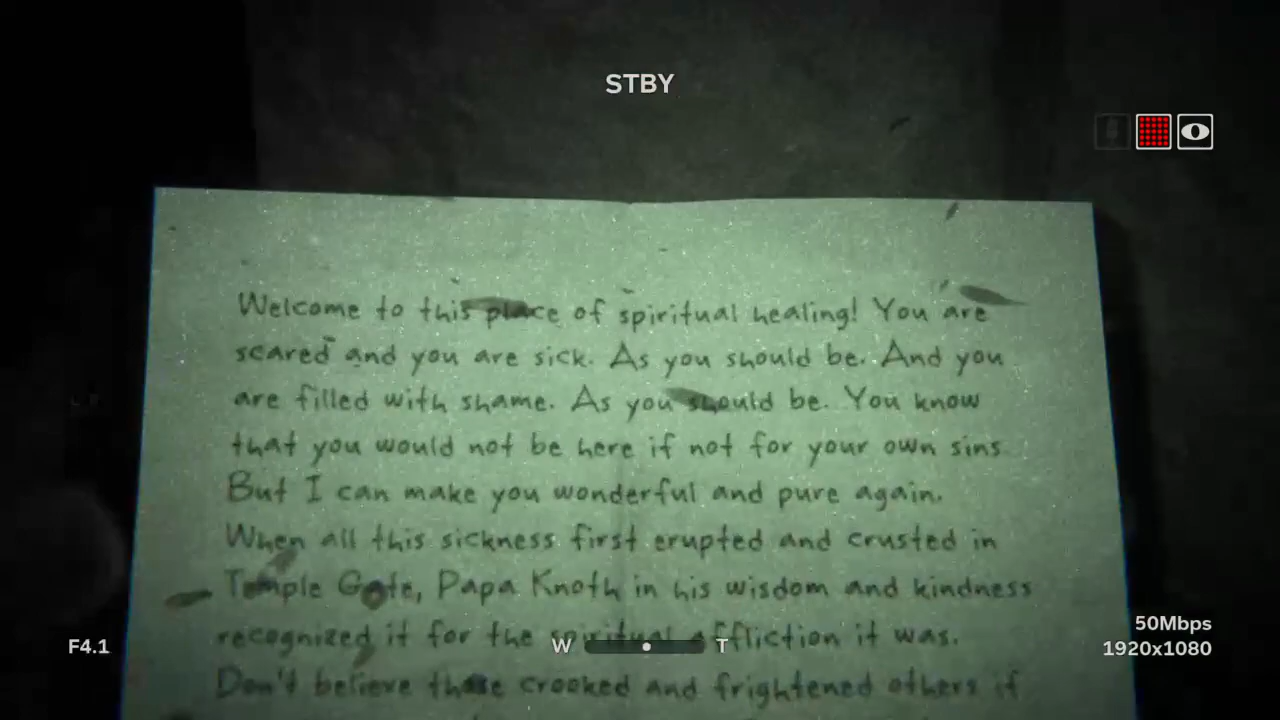 STBY
Welcome to this place of spiritual healing! You are
scared and you are sick. As you should be. And you
are filled with shame. As you should be. You know
that you would not be here if not for your own sins.
But I can make you wonderful and pure again.
When all this sickness first erupted and crusted in
Temple Gate, Papa Knoth in his wisdom and kindness
recognized it for the spiritual affliction it was.
Don't believe those crooked and frightened others if
F4.1
W T
50Mbps
1920x1080